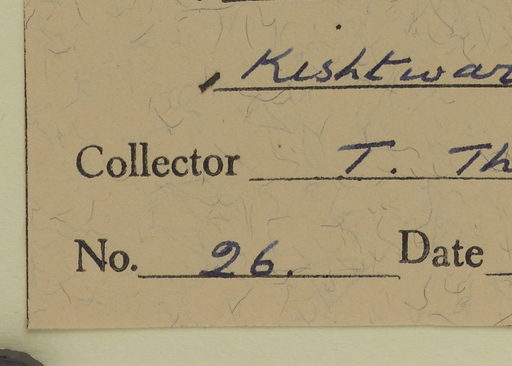 Kishtwar
Collector T. Th
No. 26. Date